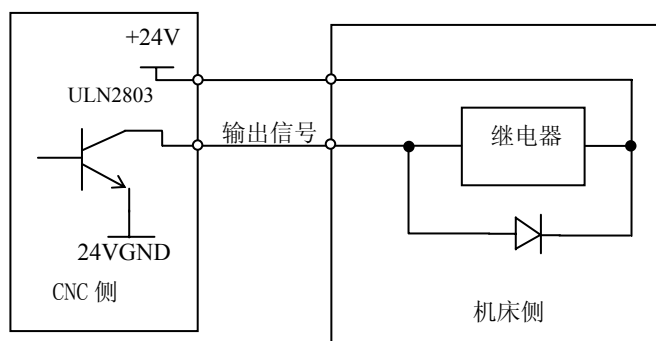 +24V
ULN2803
输出信号
继电器
24VGND
CNC 侧
机床侧